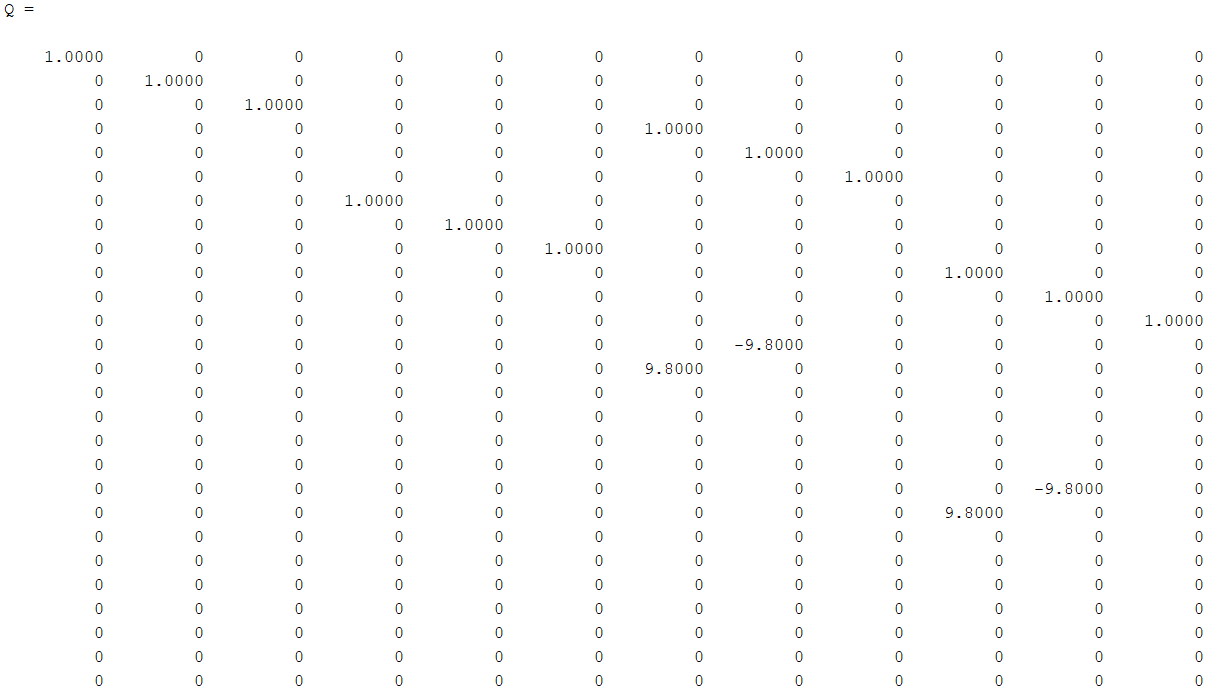 Q =
1.0000 0 0 0 0 0 0 0 0 0 0 0
0 1.0000 0 0 0 0 0 0 0 0 0 0
0 0 1.0000 0 0 0 0 0 0 0 0 0
0 0 0 0 0 0 1.0000 0 0 0 0 0
0 0 0 0 0 0 0 1.0000 0 0 0 0
0 0 0 0 0 0 0 0 1.0000 0 0 0
0 0 0 1.0000 0 0 0 0 0 0 0 0
0 0 0 0 1.0000 0 0 0 0 0 0 0
0 0 0 0 0 1.0000 0 0 0 0 0 0
0 0 0 0 0 0 0 0 0 1.0000 0 0
0 0 0 0 0 0 0 0 0 0 1.0000 0
0 0 0 0 0 0 0 0 0 0 0 1.0000
0 0 0 0 0 0 0 -9.8000 0 0 0 0
0 0 0 0 0 0 9.8000 0 0 0 0 0
0 0 0 0 0 0 0 0 0 0 0 0
0 0 0 0 0 0 0 0 0 0 0 0
0 0 0 0 0 0 0 0 0 0 0 0
0 0 0 0 0 0 0 0 0 0 0 0
0 0 0 0 0 0 0 0 0 0 -9.8000 0
0 0 0 0 0 0 0 0 0 9.8000 0 0
0 0 0 0 0 0 0 0 0 0 0 0
0 0 0 0 0 0 0 0 0 0 0 0
0 0 0 0 0 0 0 0 0 0 0 0
0 0 0 0 0 0 0 0 0 0 0 0
0 0 0 0 0 0 0 0 0 0 0 0
0 0 0 0 0 0 0 0 0 0 0 0
0 0 0 0 0 0 0 0 0 0 0 0